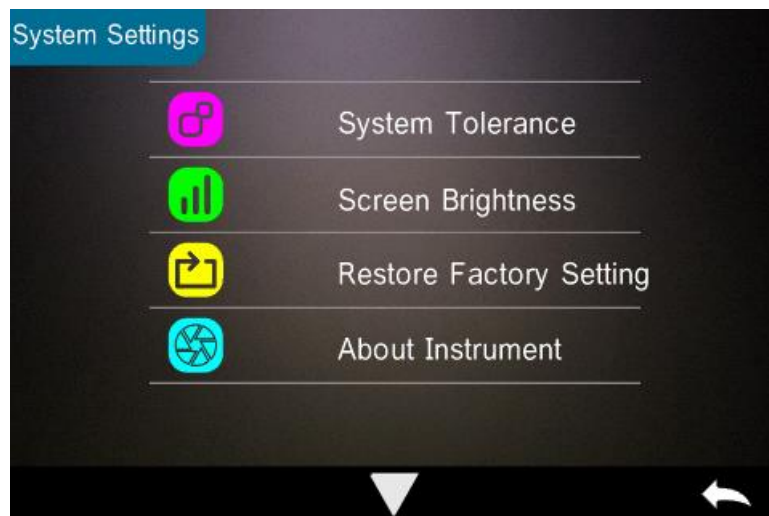 System Settings
System Tolerance
Screen Brightness
Restore Factory Setting
About Instrument